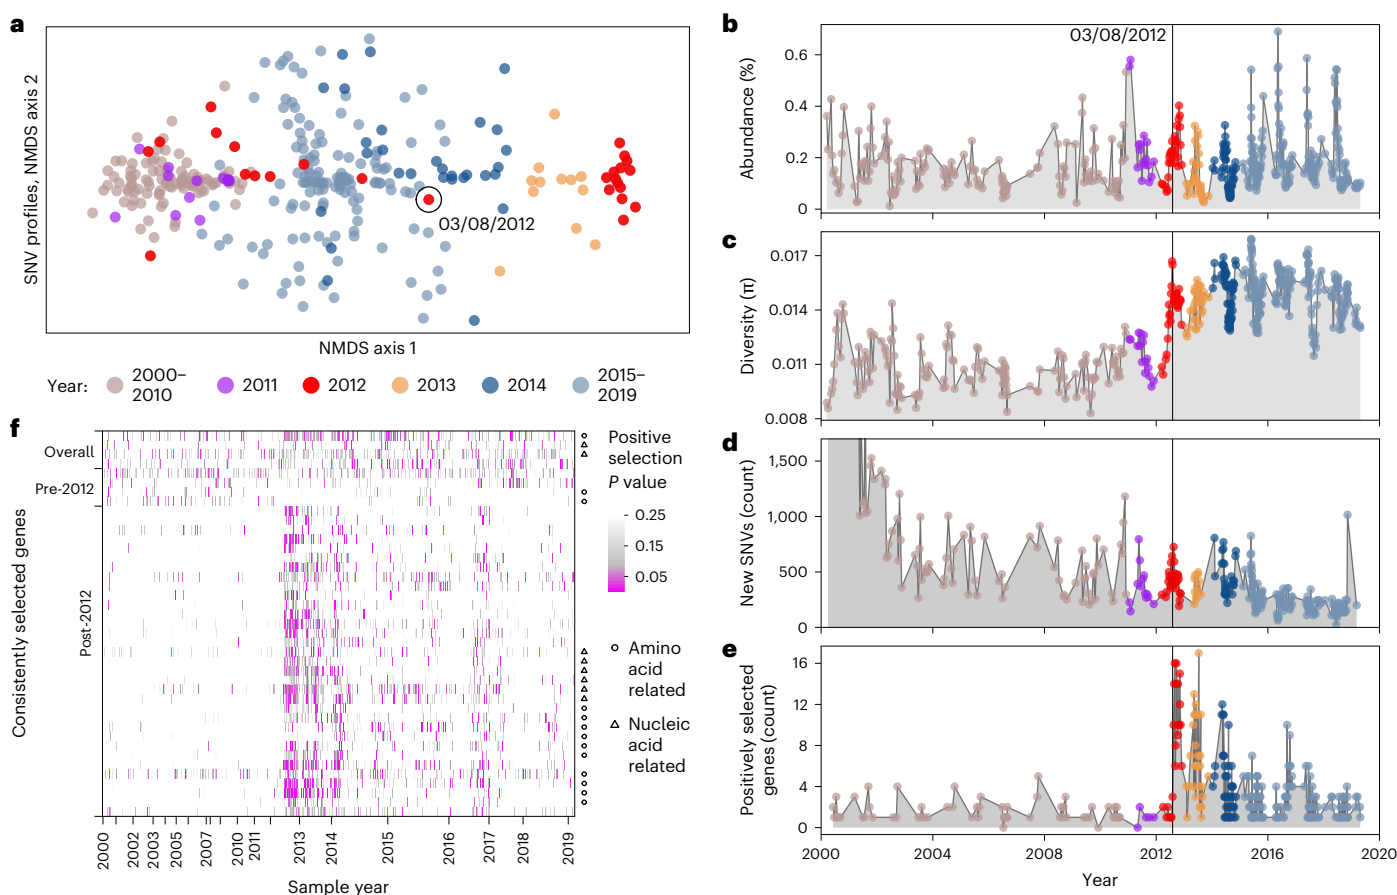 a
SNV profiles, NMDS axis 2
03/08/2012
NMDS axis 1
Year:
2000–
2010
2011
2012
2013
2014
2015–
2019
b
03/08/2012
Abundance (%)
0.6
0.4
0.2
0
c
Diversity (π)
0.017
0.014
0.011
0.008
d
New SNVs (count)
1,500
1,000
500
0
e
Positively selected
genes (count)
16
12
8
4
0
2000
2004
2008
2012
2016
2020
Year
f
Consistently selected genes
Overall
Pre-2012
Post-2012
2000
2002
2003
2005
2007
2010
2011
2013
2014
2015
2016
2017
2018
2019
Sample year
Positive
selection
P value
0.25
0.15
0.05
Amino
acid
related
Nucleic
acid
related